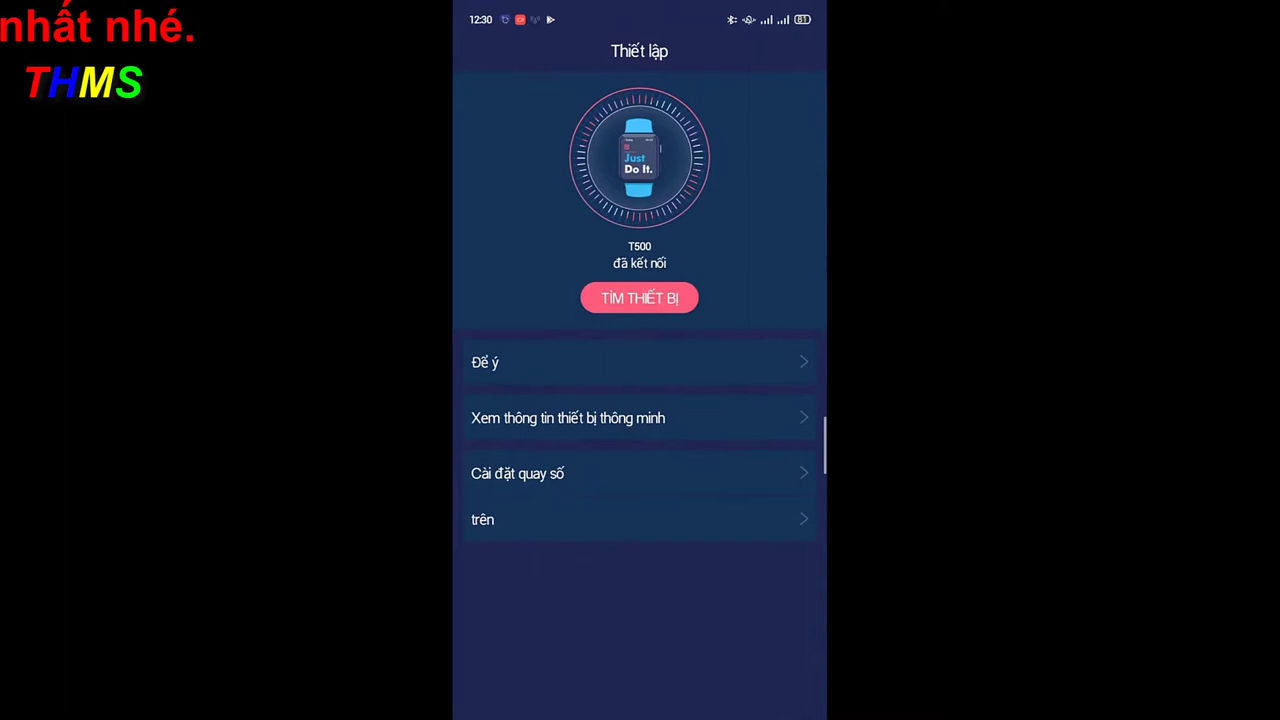 nhất nhé.
THMS
12:30
81
Thiết lập
Just
Do It.
T500
đã kết nối
TÌM THIẾT BỊ
Để ý
Xem thông tin thiết bị thông minh
Cài đặt quay số
trên